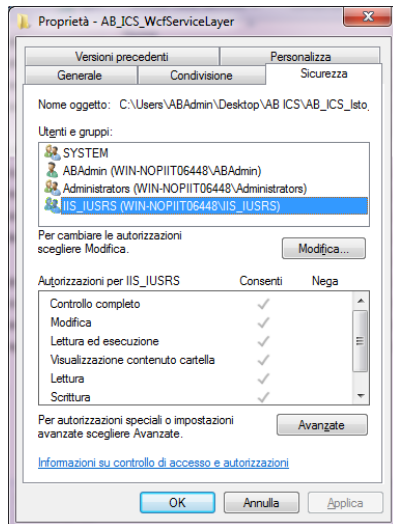 Proprietà - AB_ICS_WcfServiceLayer
Versioni precedenti
Personalizza
Generale
Condivisione
Sicurezza
Nome oggetto: C:\Users\ABAdmin\Desktop\AB ICS\AB_ICS_Isto
Utenti e gruppi:
SYSTEM
ABAdmin (WIN-NOPIIT06448\ABAdmin)
Administrators (WIN-NOPIIT06448\Administrators)
IIS_IUSRS (WIN-NOPIIT06448\IIS_IUSRS)
Per cambiare le autorizzazioni
scegliere Modifica.
Modifica...
Autorizzazioni per IIS_IUSRS
Consenti
Nega
Controllo completo
Modifica
Lettura ed esecuzione
Visualizzazione contenuto cartella
Lettura
Scrittura
Per autorizzazioni speciali o impostazioni
avanzate scegliere Avanzate.
Avanzate
Informazioni su controllo di accesso e autorizzazioni
OK
Annulla
Applica